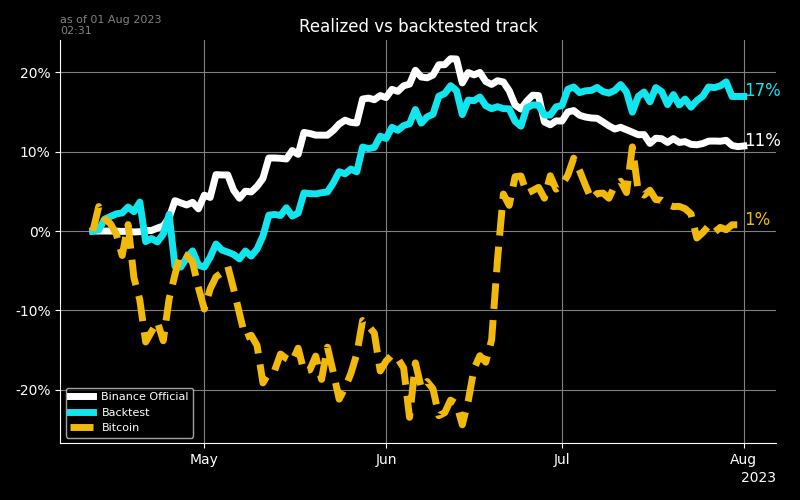 as of 01 Aug 2023
02:31
Realized vs backtested track
20%
10%
0%
-10%
-20%
17%
11%
1%
Binance Official
Backtest
Bitcoin
May
Jun
Jul
Aug
2023